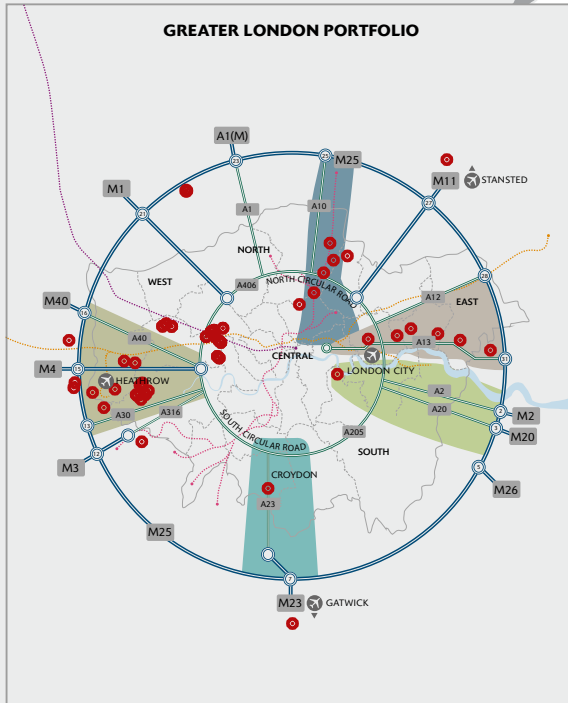 GREATER LONDON PORTFOLIO
A1(M)
23
25
M25
M11
STANSTED
M1
21
A1
A10
27
NORTH
WEST
A406
NORTH CIRCULAR ROAD
28
A12
EAST
M40
16
A40
A13
CENTRAL
31
M4
15
HEATHROW
LONDON CITY
A30
A316
A2
A20
2
M2
13
SOUTH CIRCULAR ROAD
A205
3
M20
M3
12
SOUTH
5
M26
CROYDON
A23
M25
7
M23
GATWICK